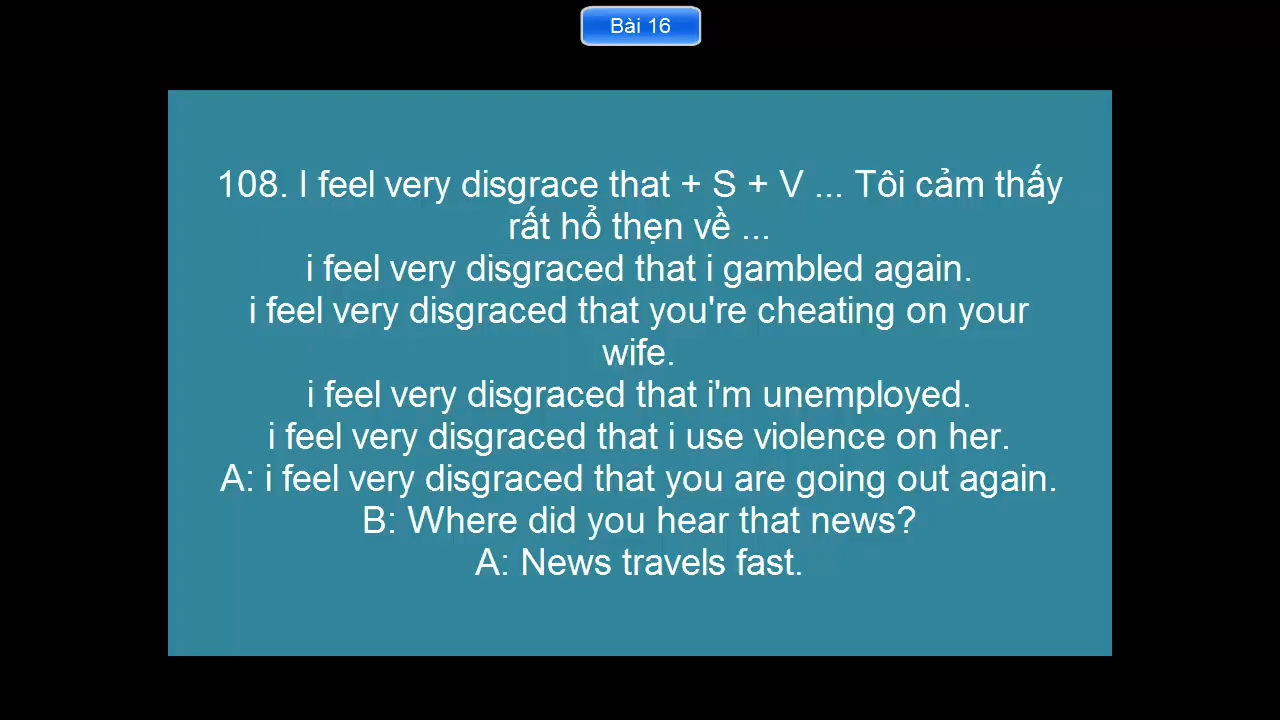 Bài 16
108. I feel very disgrace that + S + V ... Tôi cảm thấy
rất hổ thẹn về ...
i feel very disgraced that i gambled again.
i feel very disgraced that you're cheating on your
wife.
i feel very disgraced that i'm unemployed.
i feel very disgraced that i use violence on her.
A: i feel very disgraced that you are going out again.
B: Where did you hear that news?
A: News travels fast.